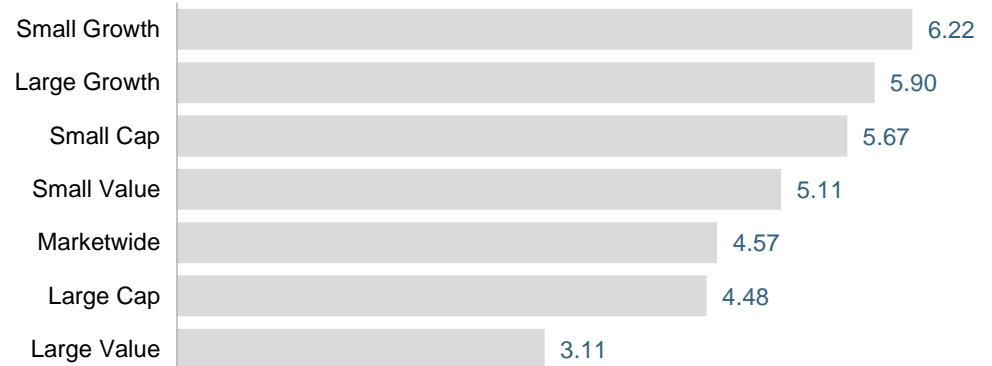 Small Growth 6.22
Large Growth 5.90
Small Cap 5.67
Small Value 5.11
Marketwide 4.57
Large Cap 4.48
Large Value 3.11